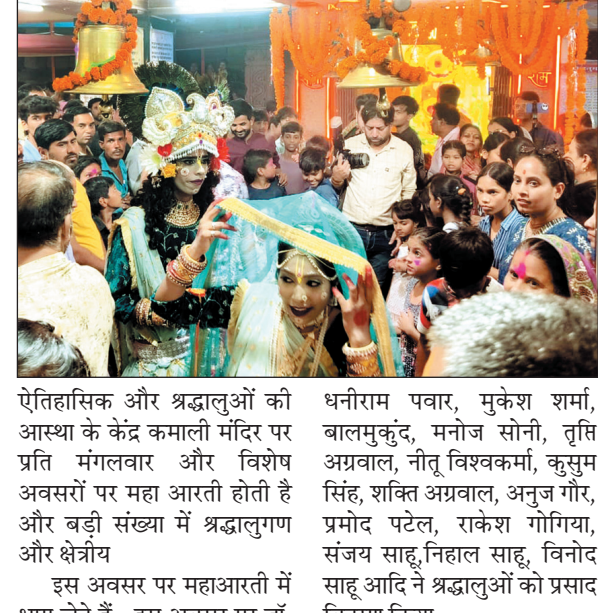 राम
ऐतिहासिक और श्रद्धालुओं की
आस्था के केंद्र कमाली मंदिर पर
प्रति मंगलवार और विशेष
अवसरों पर महा आरती होती है
और बड़ी संख्या में श्रद्धालुगण
और क्षेत्रीय
इस अवसर पर महाआरती में
धनीराम पवार, मुकेश शर्मा,
बालमुकुंद, मनोज सोनी, तृप्ति
अग्रवाल, नीतू विश्वकर्मा, कुसुम
सिंह, शक्ति अग्रवाल, अनुज गौर,
प्रमोद पटेल, राकेश गोगिया,
संजय साहू,निहाल साहू, विनोद
साहू आदि ने श्रद्धालुओं को प्रसाद